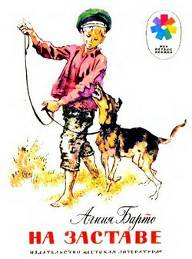 Агния Барто
НА ЗАСТАВЕ
ИЗДАТЕЛЬСТВО «ДЕТСКАЯ ЛИТЕРАТУРА»